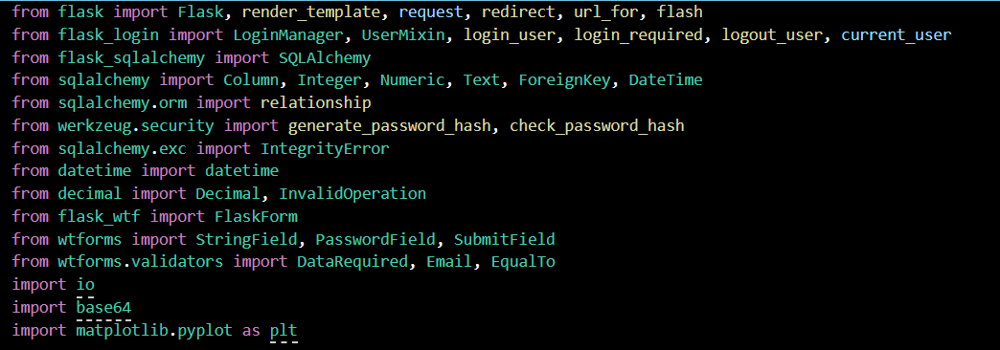 from flask import Flask, render_template, request, redirect, url_for, flash
from flask_login import LoginManager, UserMixin, login_user, login_required, logout_user, current_user
from flask_sqlalchemy import SQLAlchemy
from sqlalchemy import Column, Integer, Numeric, Text, ForeignKey, DateTime
from sqlalchemy.orm import relationship
from werkzeug.security import generate_password_hash, check_password_hash
from sqlalchemy.exc import IntegrityError
from datetime import datetime
from decimal import Decimal, InvalidOperation
from flask_wtf import FlaskForm
from wtforms import StringField, PasswordField, SubmitField
from wtforms.validators import DataRequired, Email, EqualTo
import io
import base64
import matplotlib.pyplot as plt